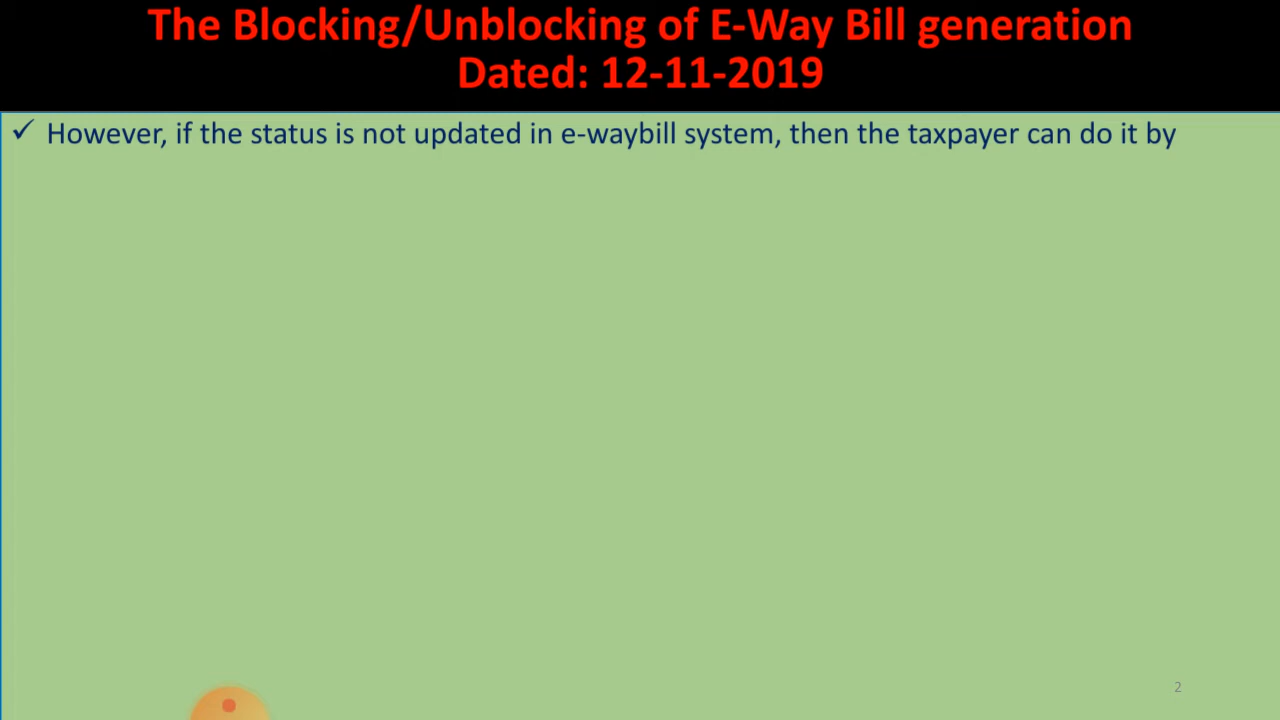 The Blocking/Unblocking of E-Way Bill generation
Dated: 12-11-2019
✓ However, if the status is not updated in e-waybill system, then the taxpayer can do it by
2